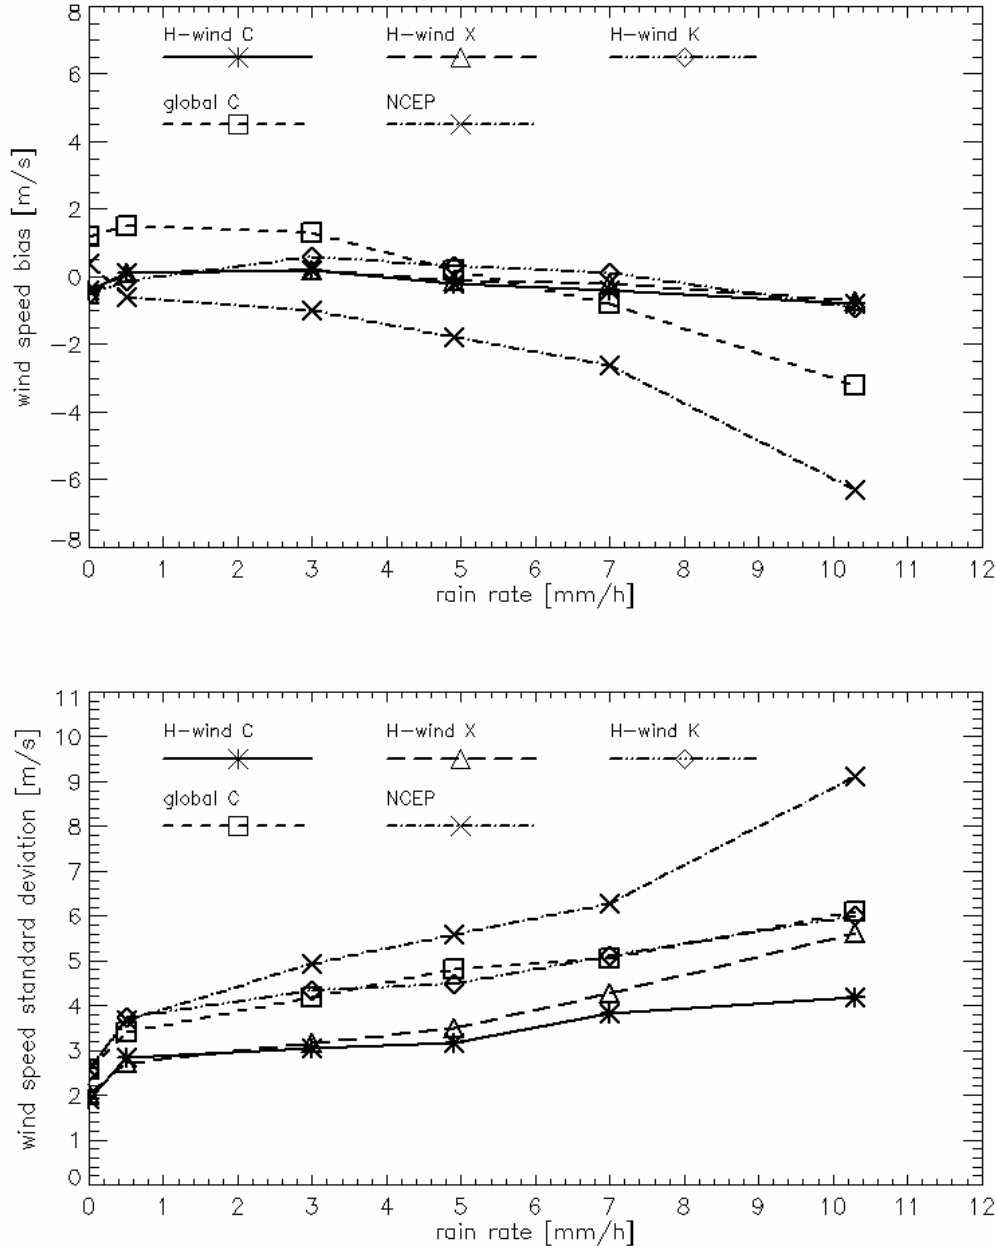 8
H-wind C H-wind X H-wind K
6
global C NCEP
4
2
0
-2
-4
-6
-8
wind speed bias [m/s]
0 1 2 3 4 5 6 7 8 9 10 11 12
rain rate [mm/h]
11
H-wind C H-wind X H-wind K
10
9
global C NCEP
8
7
6
5
4
3
2
1
0
wind speed standard deviation [m/s]
0 1 2 3 4 5 6 7 8 9 10 11 12
rain rate [mm/h]